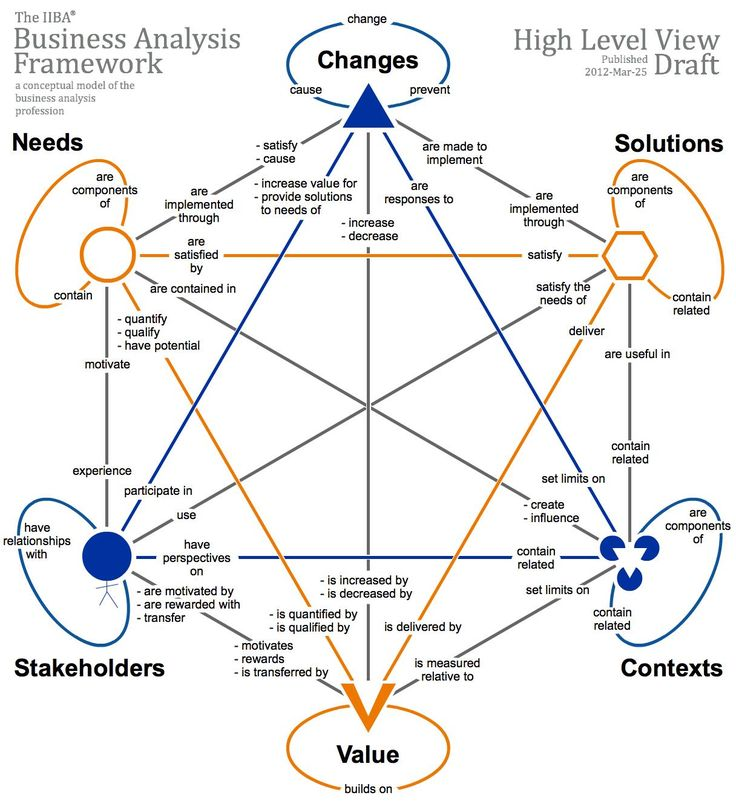 The IIBA®
Business Analysis
Framework
a conceptual model of the
business analysis
profession
High Level View
Published
2012-Mar-25
Draft
change
Changes
cause
prevent
Needs
Solutions
are
components
of
contain
- satisfy
- cause
are
implemented
through
- increase value for
- provide solutions
to needs of
- increase
- decrease
are made to
implement
are
responses to
are
implemented
through
are
components
of
contain
related
are
satisfied
by
satisfy
are contained in
satisfy the
needs of
- quantify
- qualify
- have potential
deliver
motivate
are useful in
experience
participate in
use
contain
related
set limits on
- create
- influence
have
relationships
with
have
perspectives
on
contain
related
are
components
of
- are motivated by
- are rewarded with
- transfer
- is increased by
- is decreased by
set limits on
contain
related
- is quantified by
- is qualified by
is delivered by
- motivates
- rewards
- is transferred by
is measured
relative to
Stakeholders
Contexts
Value
builds on